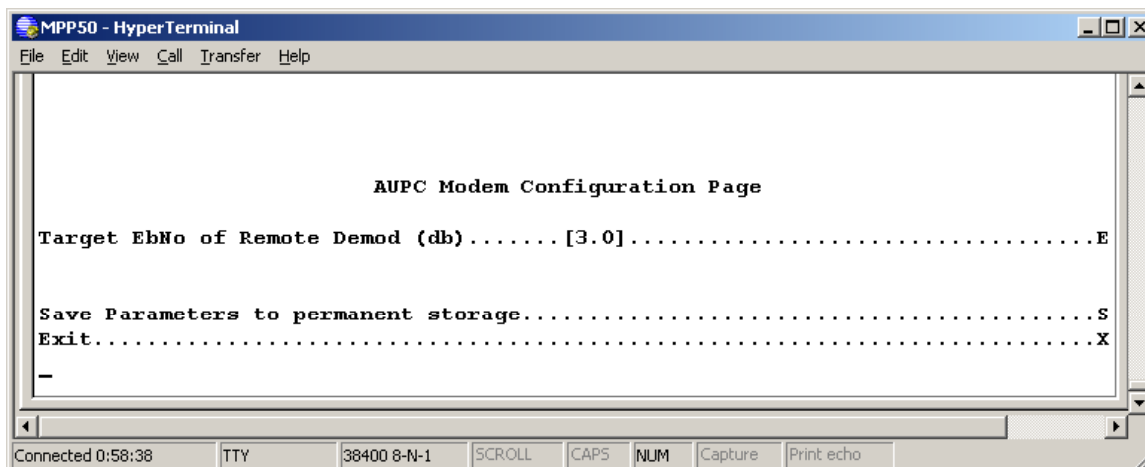 MPP50 - HyperTerminal
File Edit View Call Transfer Help
AUPC Modem Configuration Page
Target EbNo of Remote Demod (db).......[3.0]...................................E
Save Parameters to permanent storage...........................................S
Exit...........................................................................X
_
Connected 0:58:38 TTY 38400 8-N-1 SCROLL CAPS NUM Capture Print echo